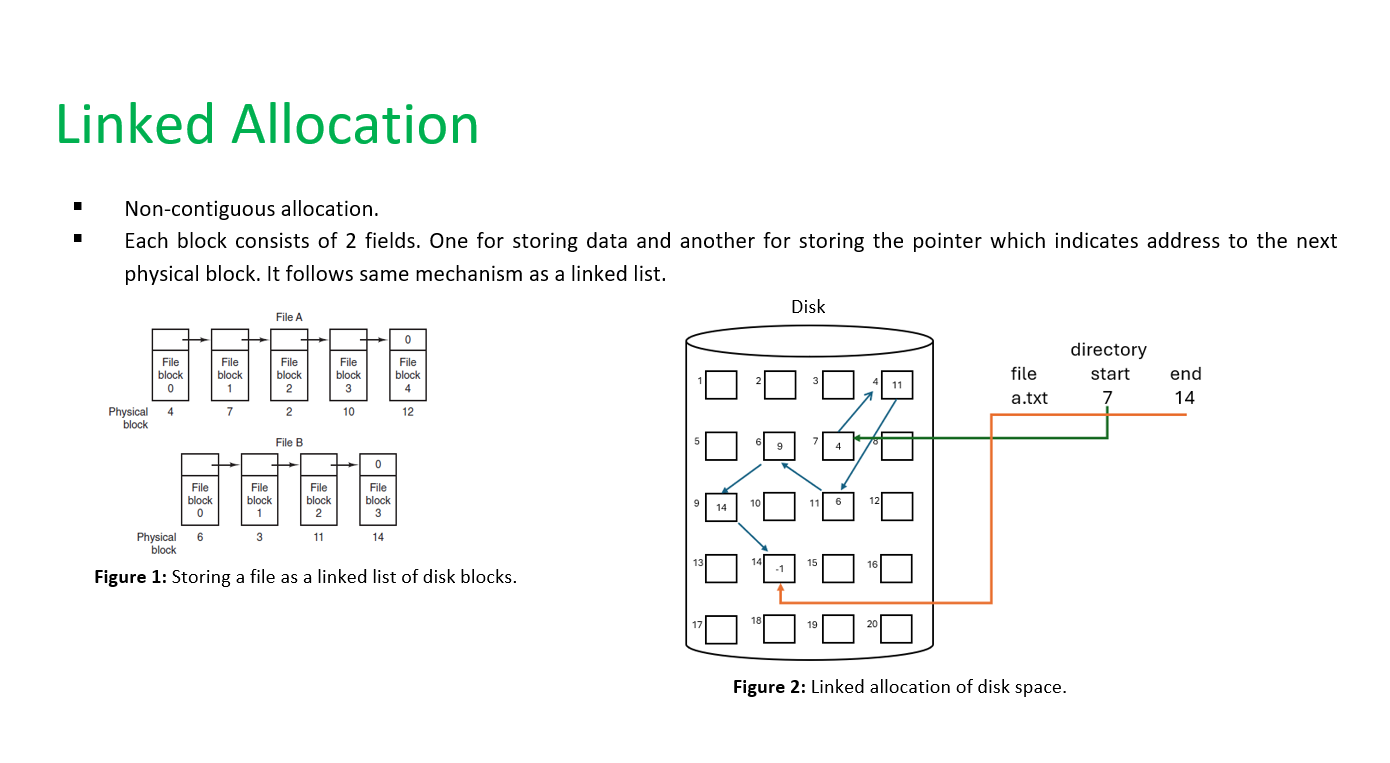 Linked Allocation
▪ Non-contiguous allocation.
▪ Each block consists of 2 fields. One for storing data and another for storing the pointer which indicates address to the next
physical block. It follows same mechanism as a linked list.
File A
0
File block 0 File block 1 File block 2 File block 3 File block 4
Physical block 4 7 2 10 12
File B
0
File block 0 File block 1 File block 2 File block 3
Physical block 6 3 11 14
Figure 1: Storing a file as a linked list of disk blocks.
Disk
1 2 3 4 11
5 6 9 7 4 8
9 14 10 11 6 12
13 14 -1 15 16
17 18 19 20
directory
file start end
a.txt 7 14
Figure 2: Linked allocation of disk space.